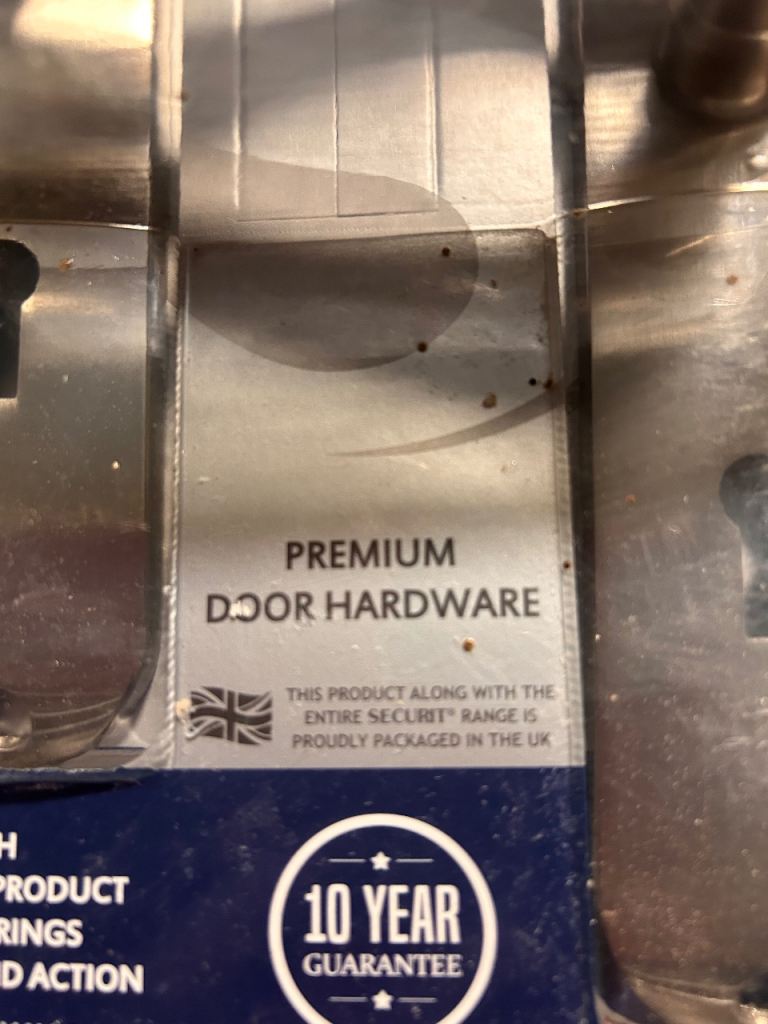 PREMIUM
DOOR HARDWARE
THIS PRODUCT ALONG WITH THE
ENTIRE SECURIT® RANGE IS
PROUDLY PACKAGED IN THE UK
H
PRODUCT
RINGS
ND ACTION
10 YEAR
GUARANTEE